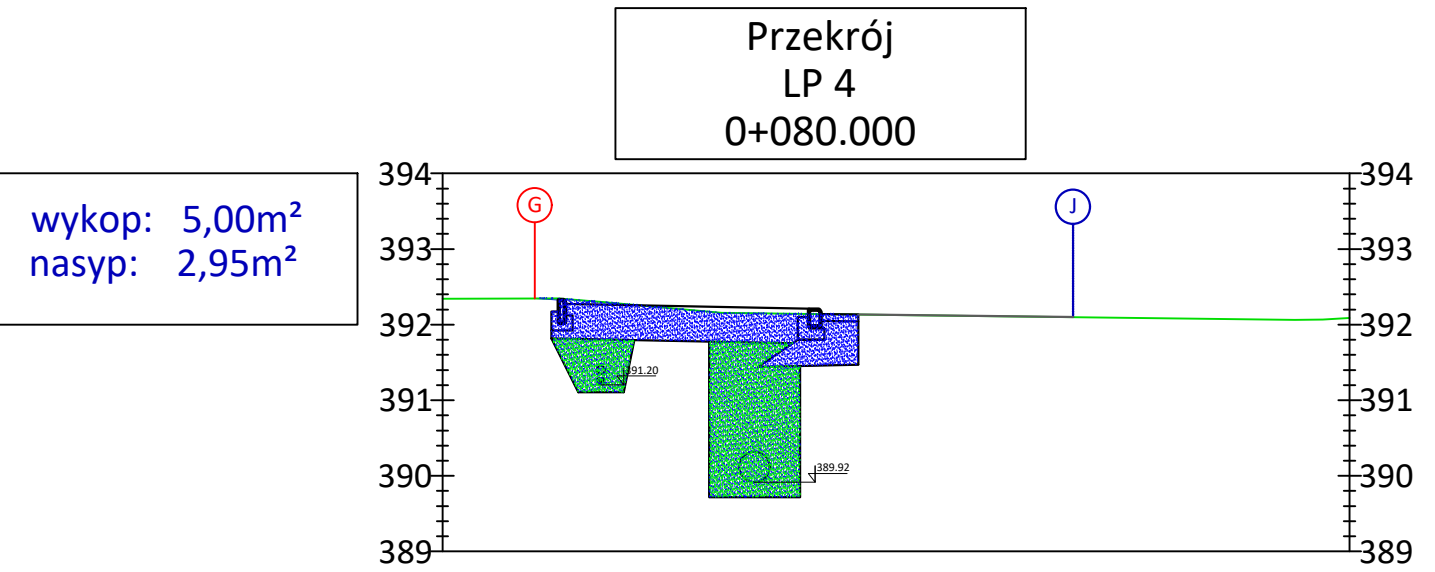 Przekrój
LP 4
0+080.000
wykop: 5,00m²
nasyp: 2,95m²
394 394
G J
393 393
392 392
391.20
391 391
389.92
390 390
389 389